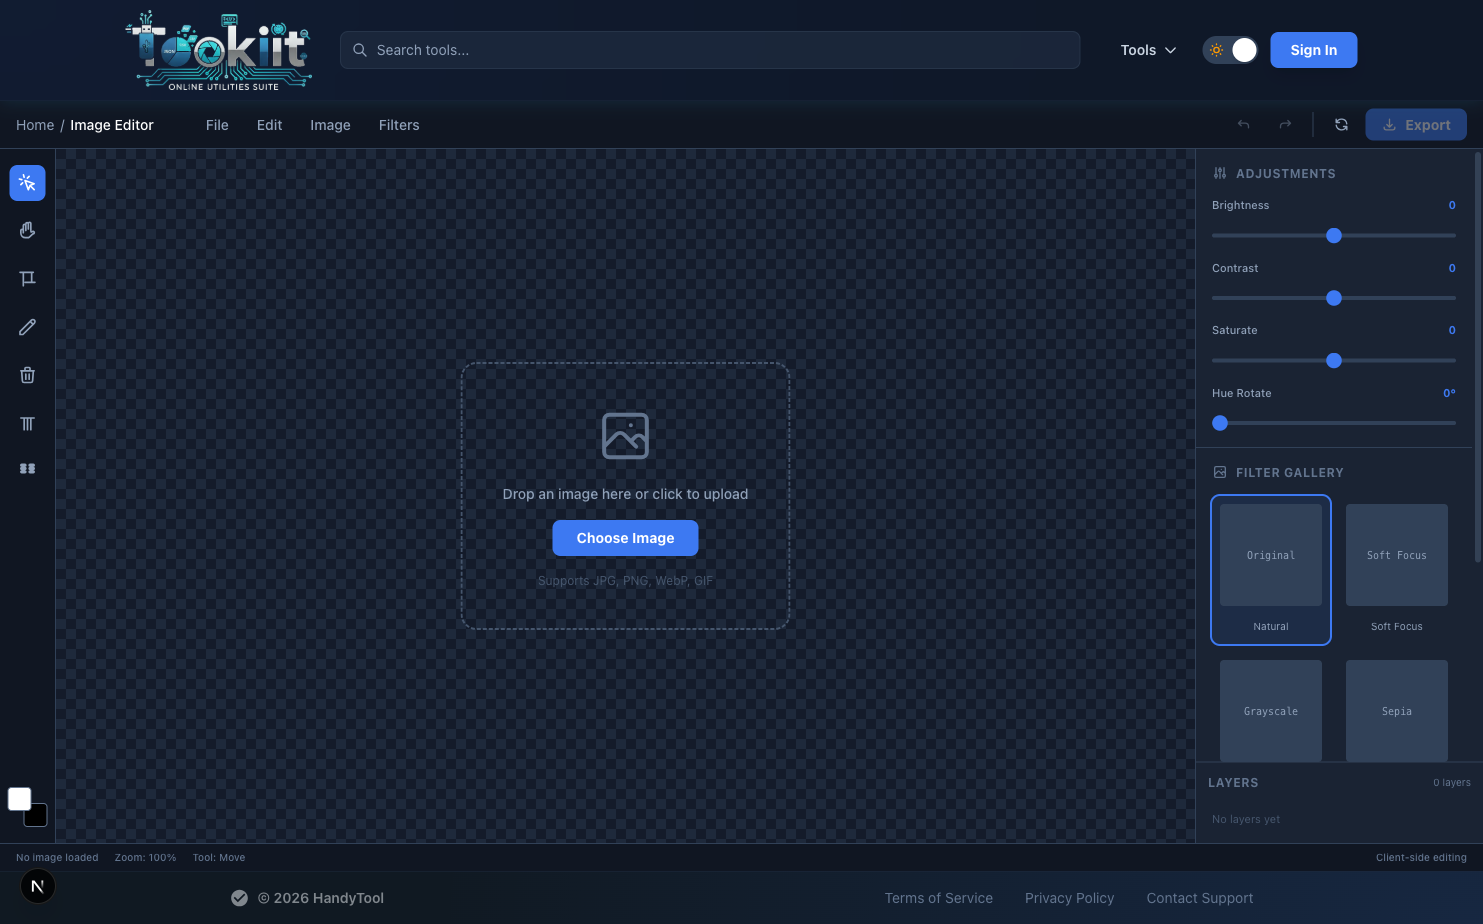 Tookiit
ONLINE UTILITIES SUITE
Search tools...
Tools
Sign In
Home / Image Editor
File
Edit
Image
Filters
Export
ADJUSTMENTS
Brightness 0
Contrast 0
Saturate 0
Hue Rotate 0°
Drop an image here or click to upload
Choose Image
Supports JPG, PNG, WebP, GIF
FILTER GALLERY
Original
Soft Focus
Natural
Soft Focus
Grayscale
Sepia
LAYERS
0 layers
No layers yet
No image loaded
Zoom: 100%
Tool: Move
Client-side editing
N
© 2026 HandyTool
Terms of Service
Privacy Policy
Contact Support